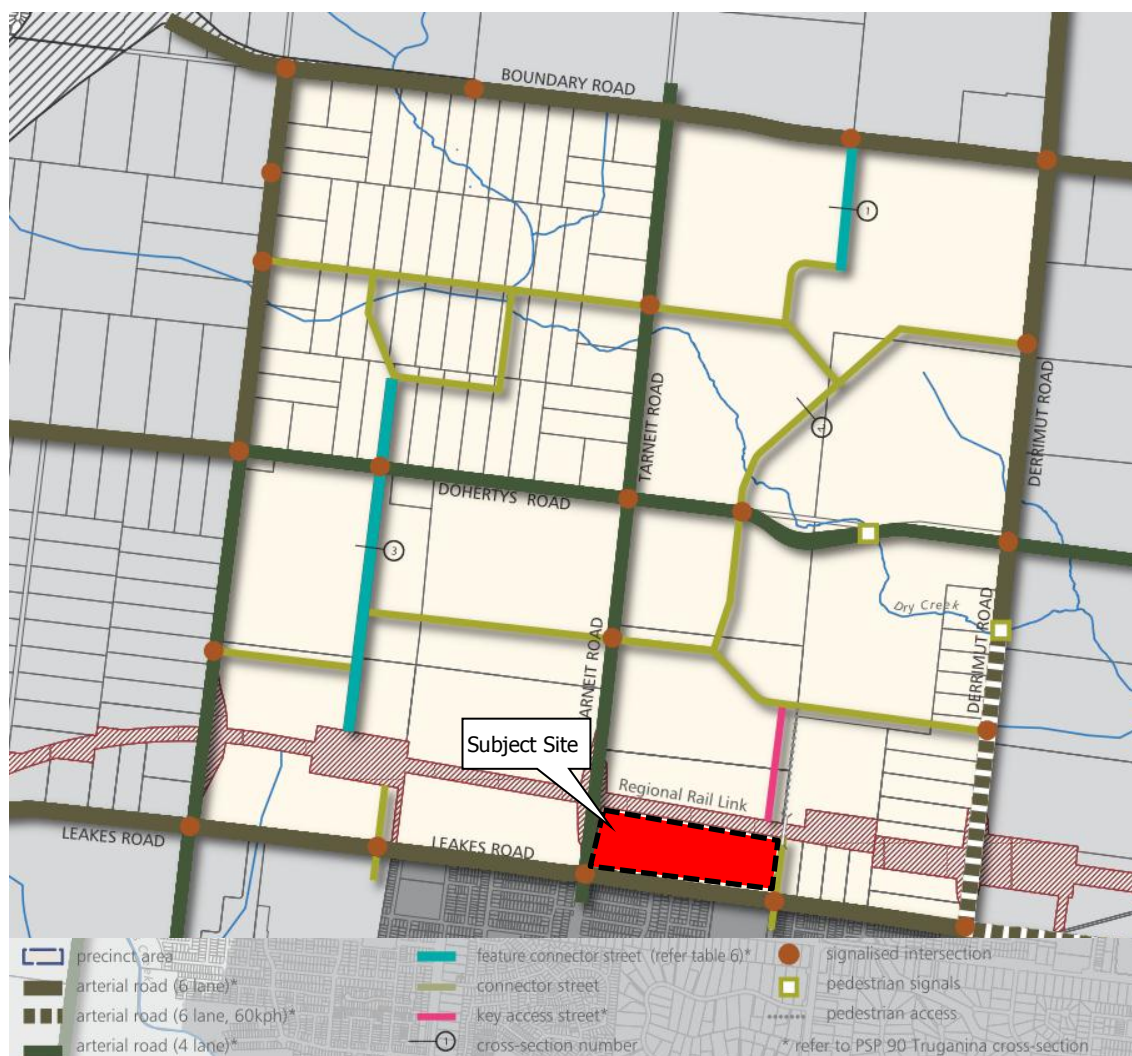 BOUNDARY ROAD
1
TARNEIT ROAD
DERRIMUT ROAD
4
DOHERTYS ROAD
3
Dry Creek
DERRIMUT ROAD
ARNEIT ROAD
Subject Site
Regional Rail Link
LEAKES ROAD
LEAKES ROAD
precinct area
feature connector street (refer table 6)*
signalised intersection
arterial road (6 lane)*
connector street
pedestrian signals
arterial road (6 lane, 60kph)*
key access street*
pedestrian access
arterial road (4 lane)*
1
cross-section number
* refer to PSP 90 Truganina cross-section